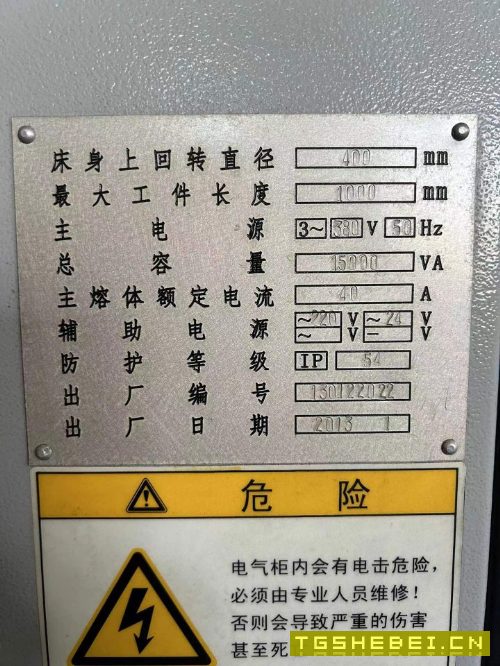 床身上回转直径 400 mm
最大工件长度 1000 mm
主电源 3~ 380 V 50 Hz
总容量 15000 VA
主熔体额定电流 40 A
辅助电源 ~220 V ~24 V
~ V - V
防护等级 IP 54
出厂编号 130122022
出厂日期 2013 1
危险
电气柜内会有电击危险，
必须由专业人员维修！
否则会导致严重的伤害
甚至死
TGSHEBEI.CN